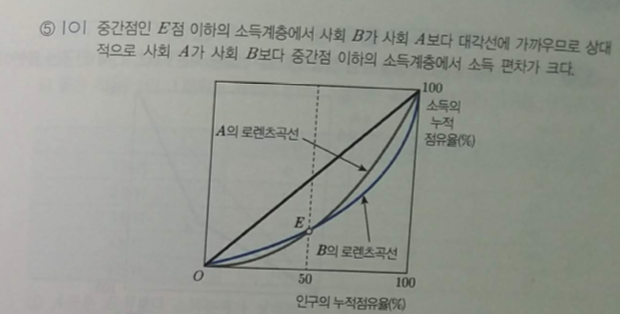 ⑤ |○| 중간점인 E점 이하의 소득계층에서 사회 B가 사회 A보다 대각선에 가까우므로 상대
적으로 사회 A가 사회 B보다 중간점 이하의 소득계층에서 소득 편차가 크다.
100
소득의
누적
점유율(%)
A의 로렌츠곡선
E
B의 로렌츠곡선
O
50
100
인구의 누적점유율(%)